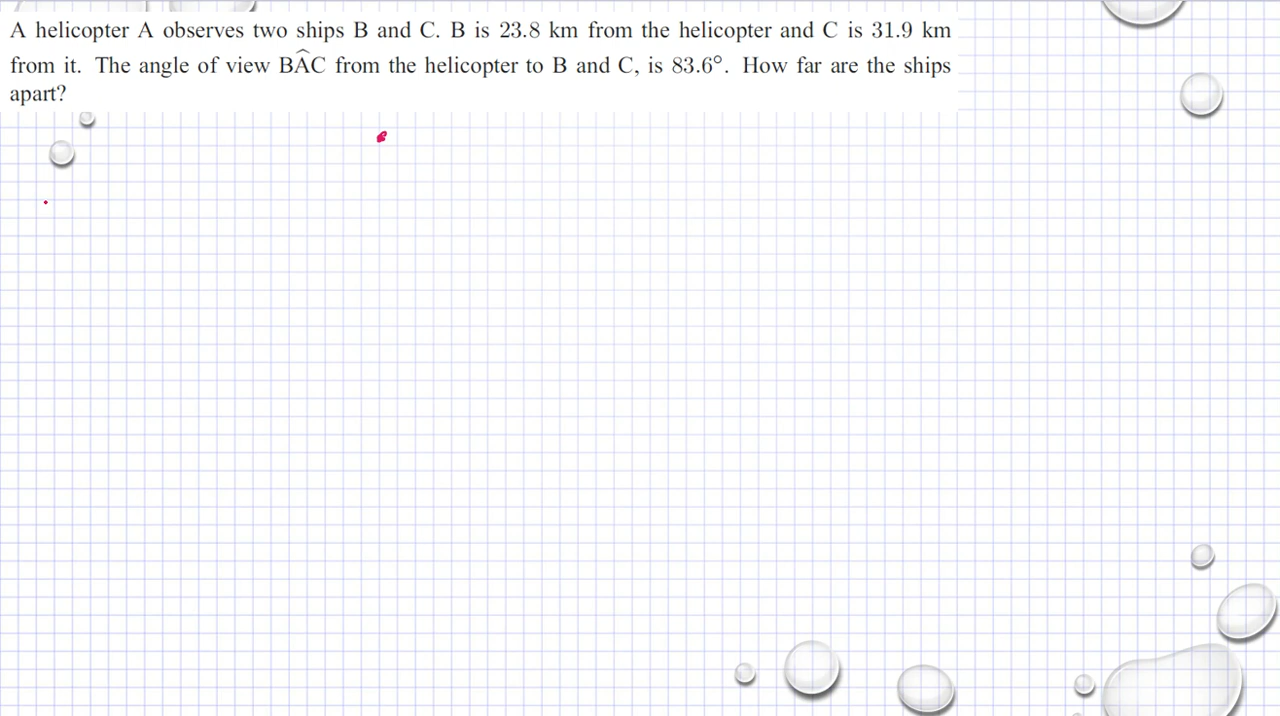 A helicopter A observes two ships B and C. B is 23.8 km from the helicopter and C is 31.9 km
from it. The angle of view BÂC from the helicopter to B and C, is 83.6°. How far are the ships
apart?